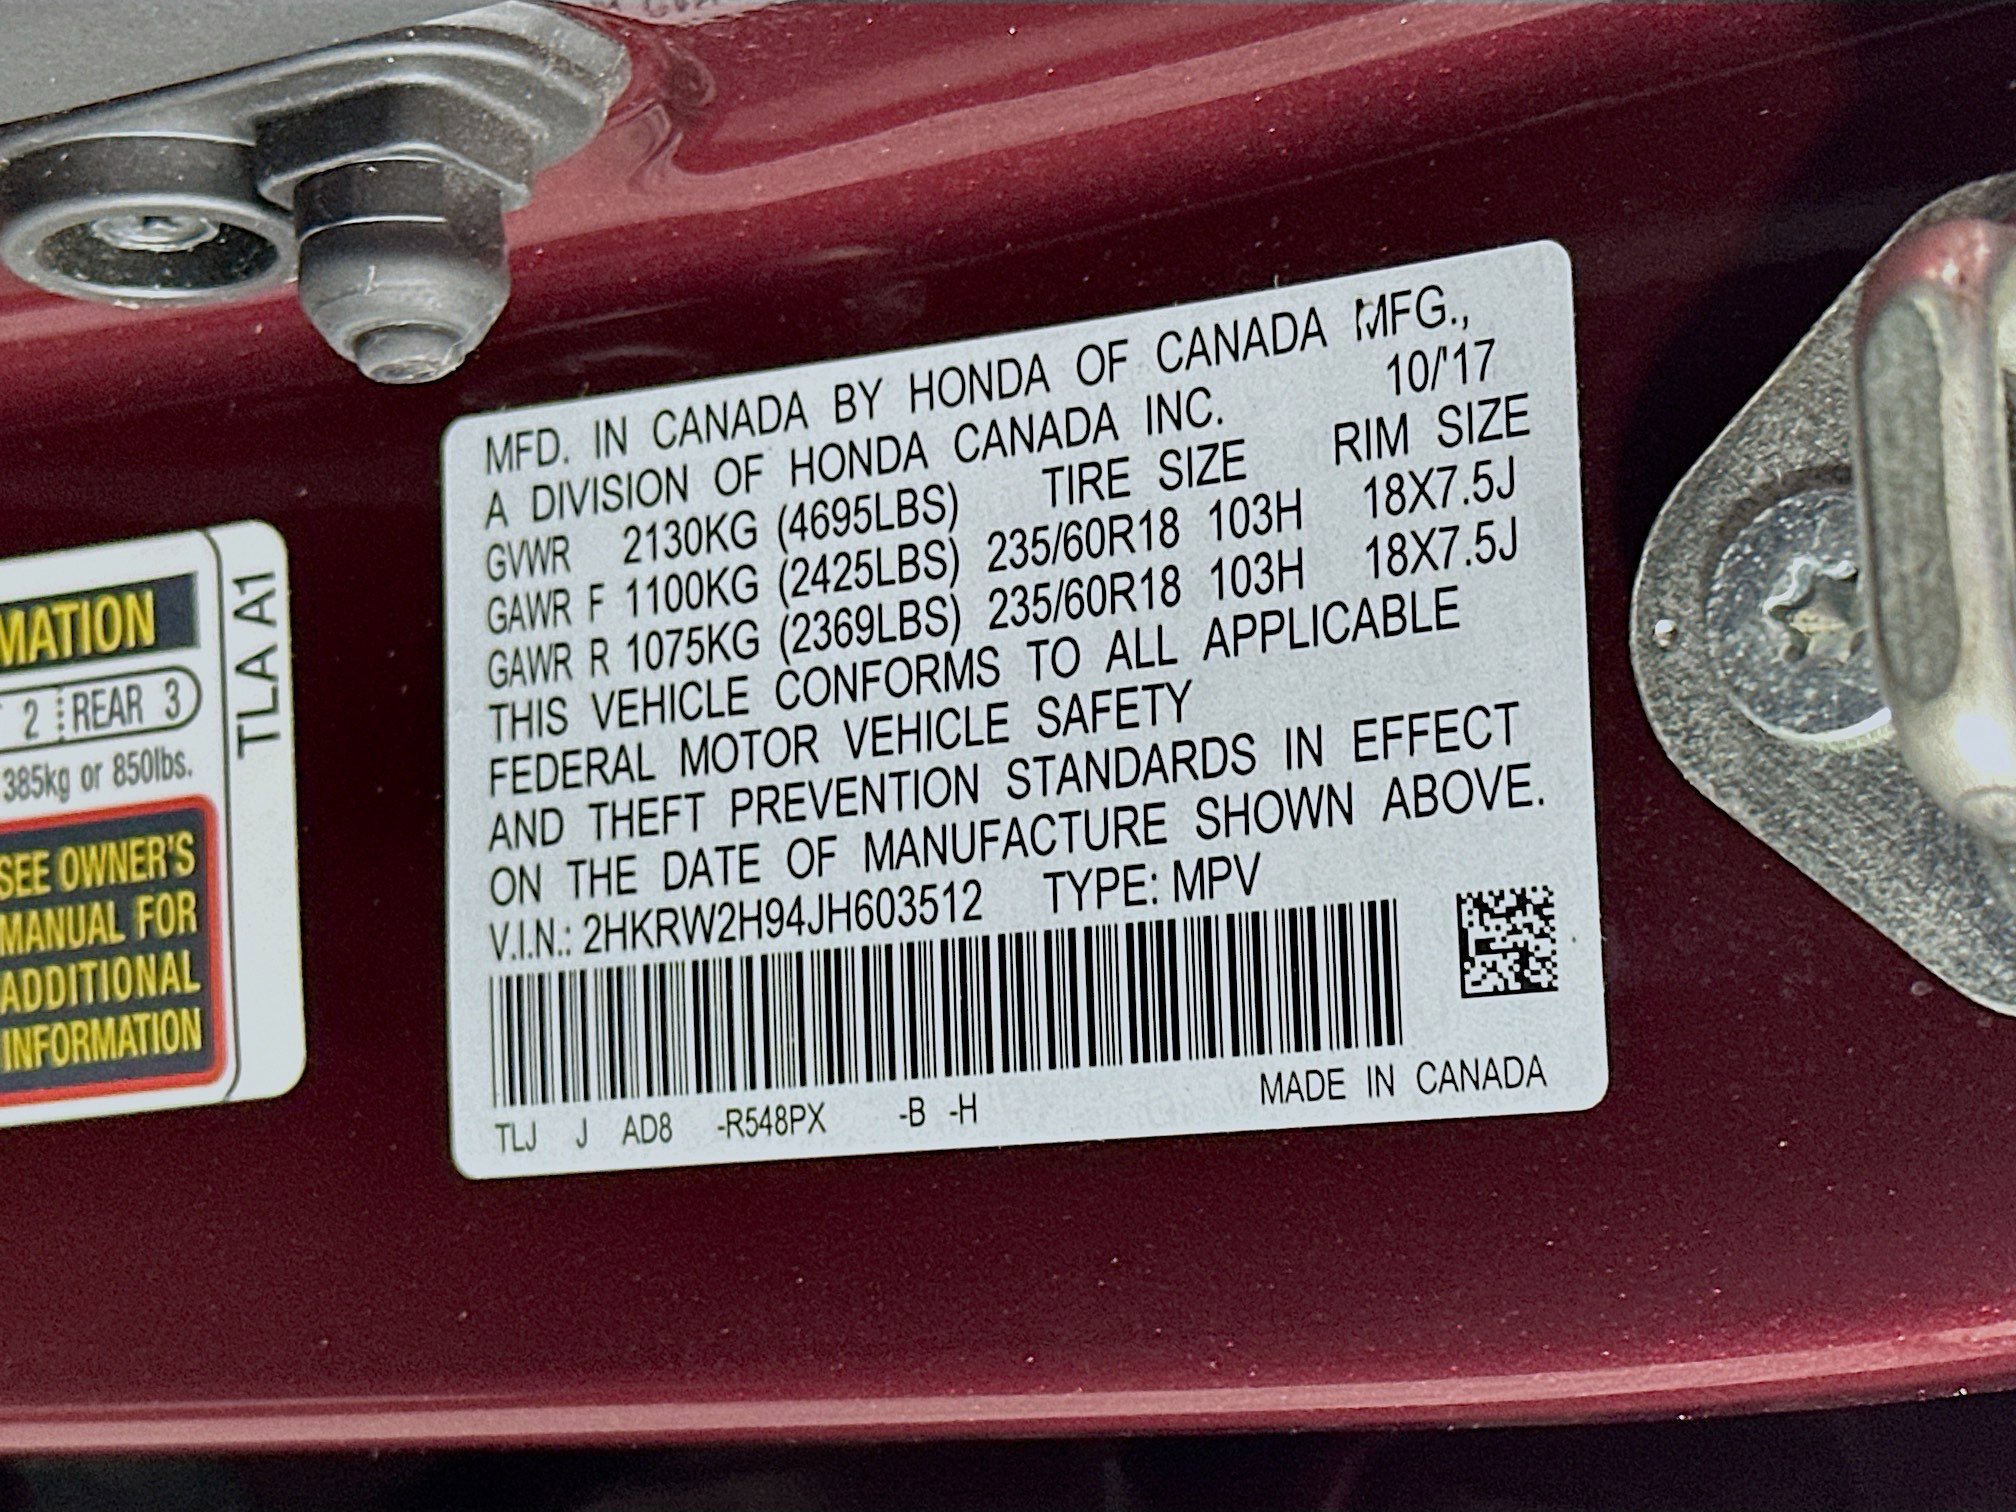 MATION
2 REAR 3
385kg or 850lbs.
SEE OWNER'S
MANUAL FOR
ADDITIONAL
INFORMATION
TLA A1
MFD. IN CANADA BY HONDA OF CANADA MFG.,
A DIVISION OF HONDA CANADA INC. 10/'17
GVWR 2130KG (4695LBS) TIRE SIZE RIM SIZE
GAWR F 1100KG (2425LBS) 235/60R18 103H 18X7.5J
GAWR R 1075KG (2369LBS) 235/60R18 103H 18X7.5J
THIS VEHICLE CONFORMS TO ALL APPLICABLE
FEDERAL MOTOR VEHICLE SAFETY
AND THEFT PREVENTION STANDARDS IN EFFECT
ON THE DATE OF MANUFACTURE SHOWN ABOVE.
V.I.N.: 2HKRW2H94JH603512 TYPE: MPV
TLJ J AD8 -R548PX -B -H MADE IN CANADA